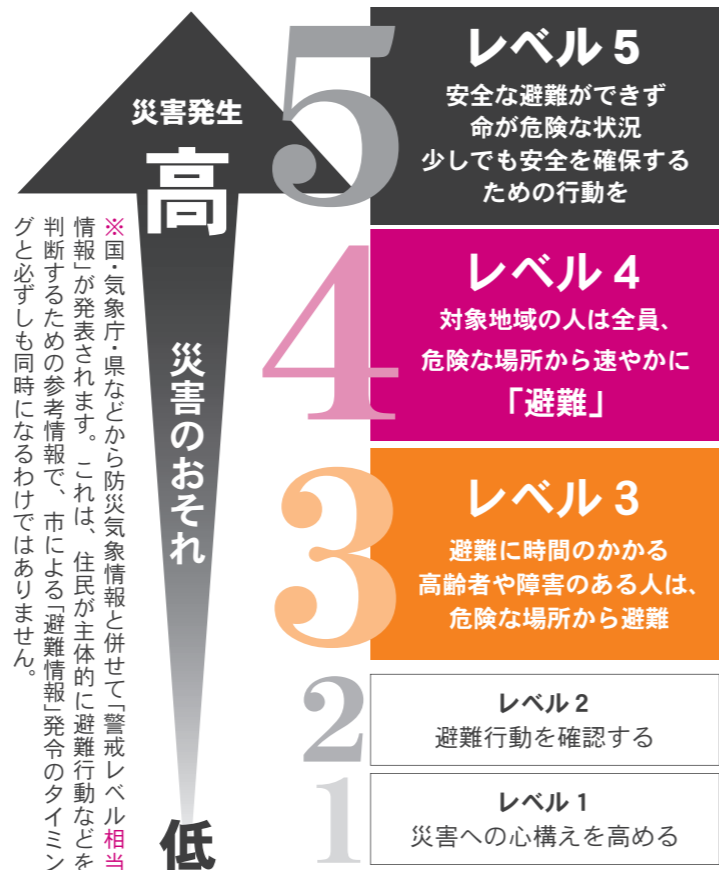 災害発生
高
災害のおそれ
低
5
レベル 5
安全な避難ができず
命が危険な状況
少しでも安全を確保する
ための行動を
4
レベル 4
対象地域の人は全員、
危険な場所から速やかに
「避難」
3
レベル 3
避難に時間のかかる
高齢者や障害のある人は、
危険な場所から避難
2
レベル 2
避難行動を確認する
1
レベル 1
災害への心構えを高める
※国・気象庁・県などから防災気象情報と併せて「警戒レベル相当
情報」が発表されます。これは、住民が主体的に避難行動などを
判断するための参考情報で、市による「避難情報」発令のタイミン
グと必ずしも同時になるわけではありません。